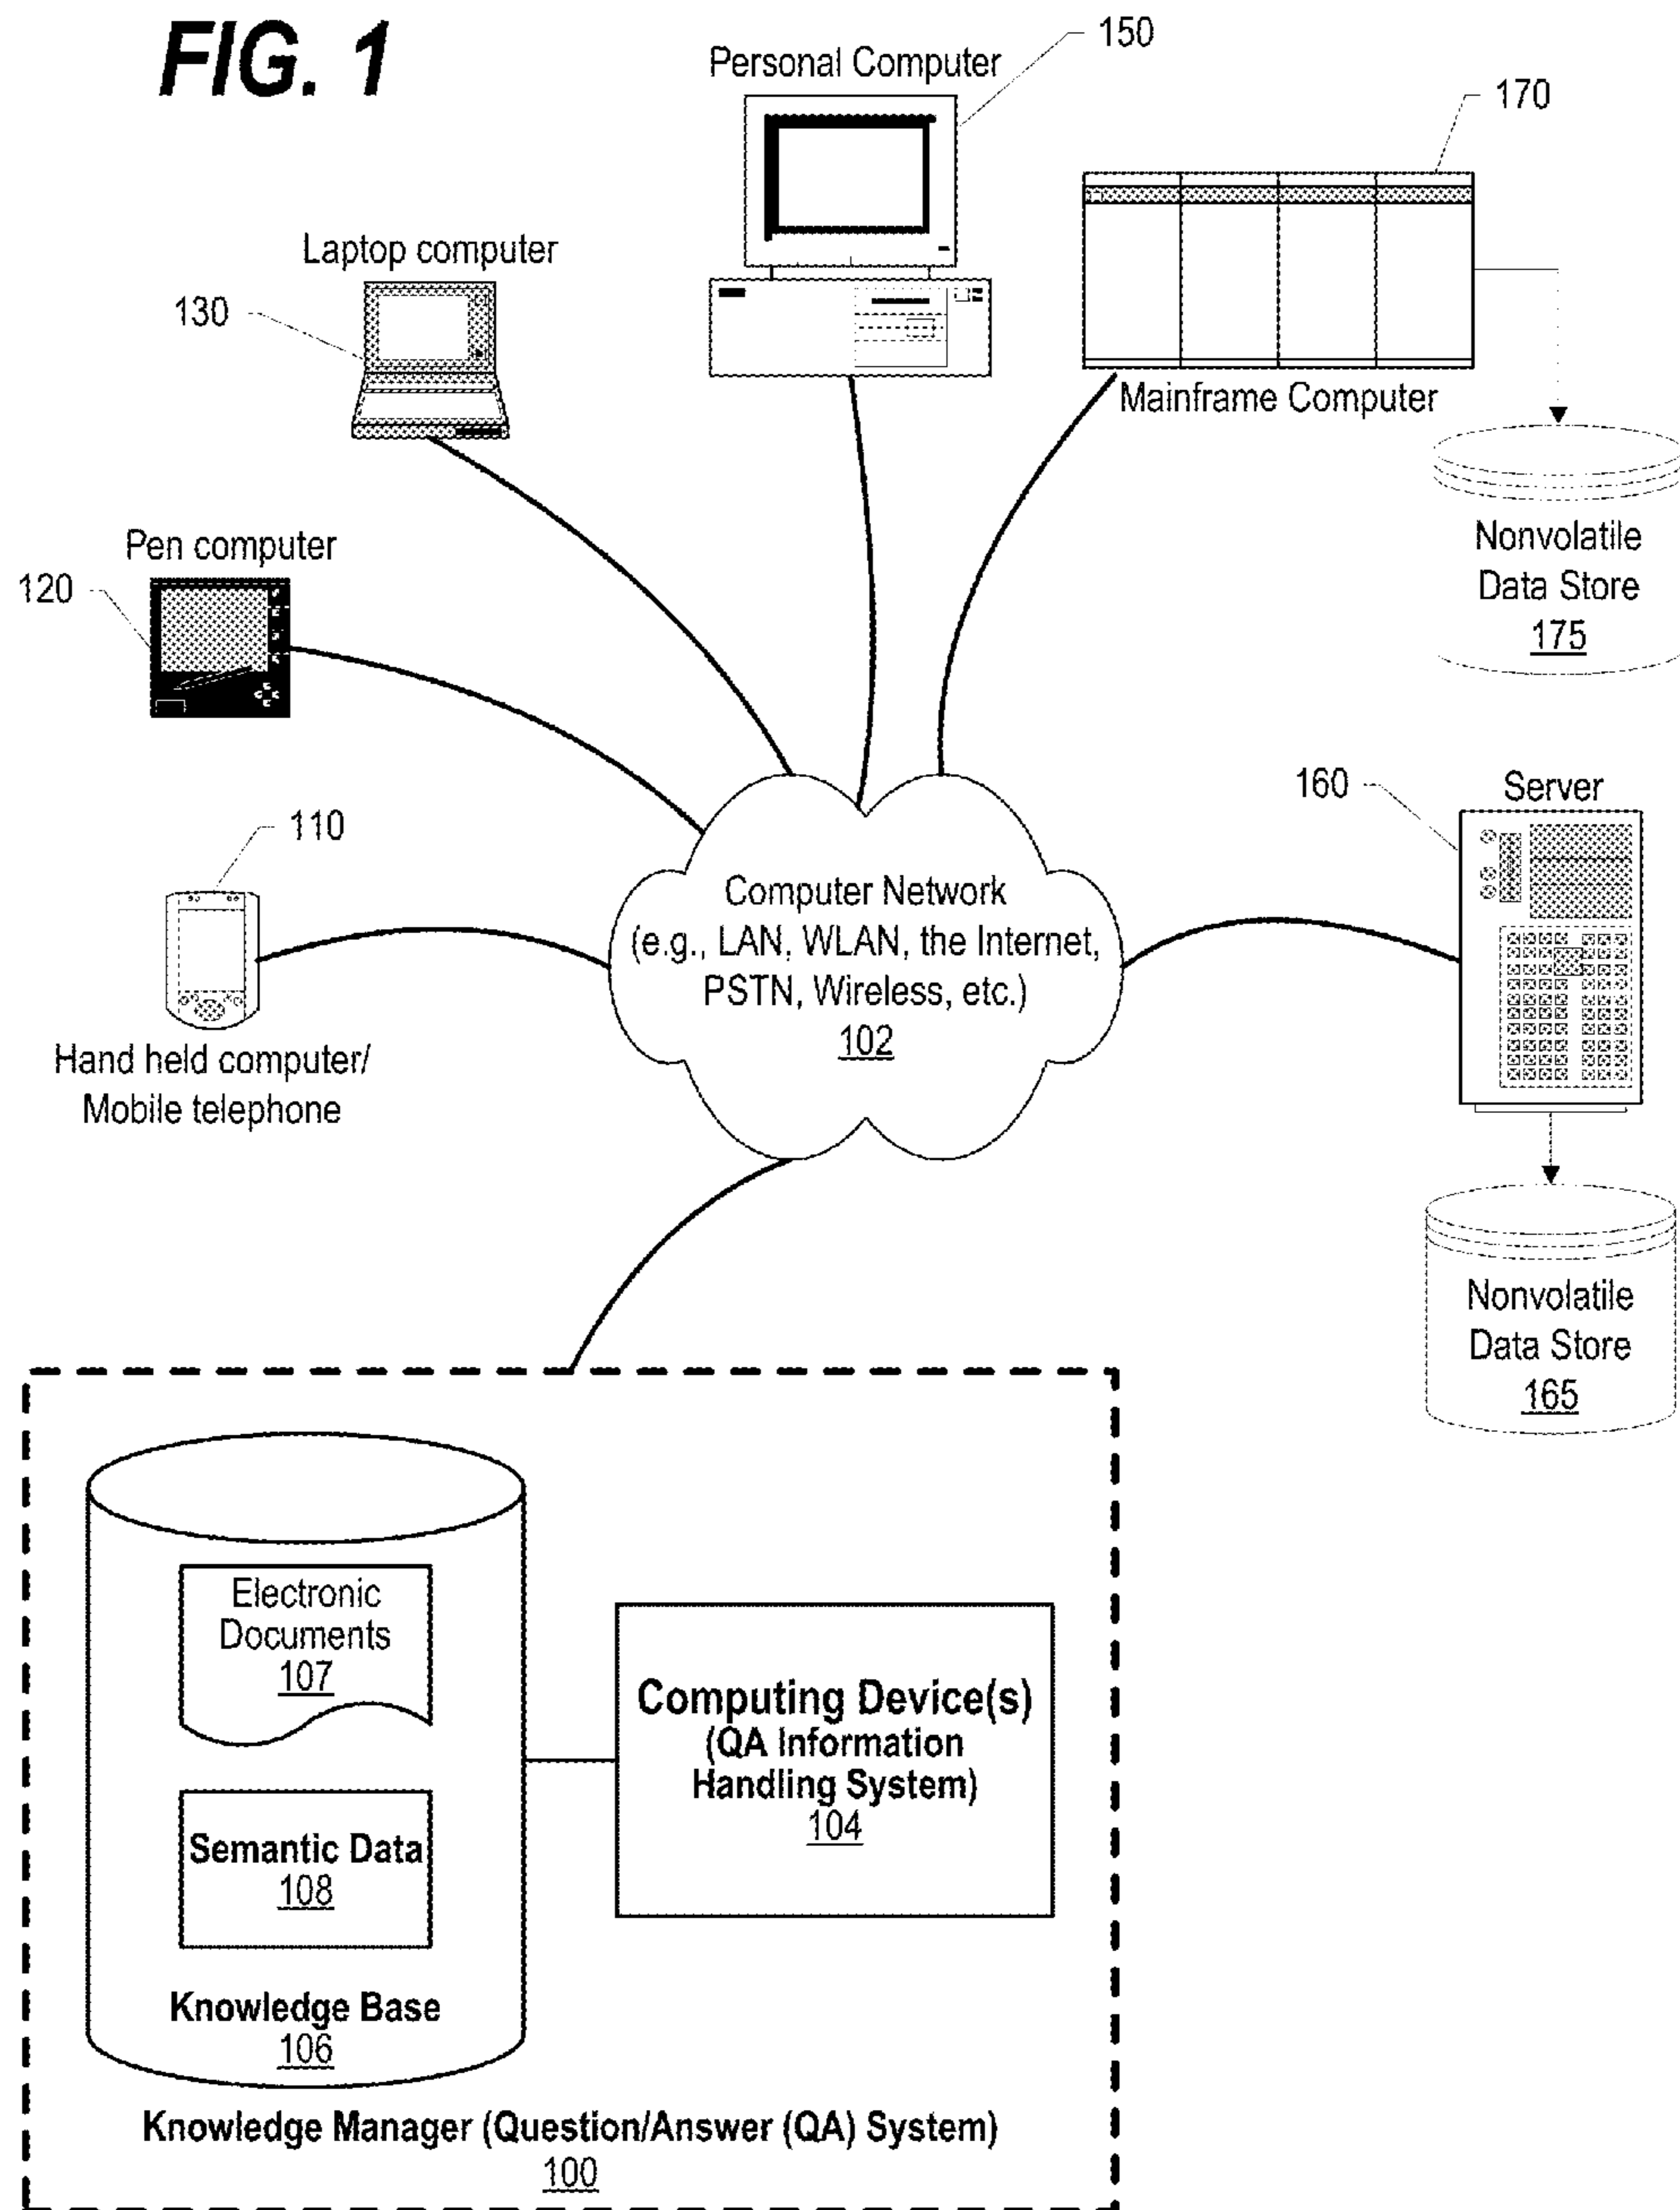 FIG. 1
Personal Computer
150
170
Mainframe Computer
Laptop computer
130
Nonvolatile
Data Store
175
Pen computer
120
160
Server
110
Hand held computer/
Mobile telephone
Computer Network
(e.g., LAN, WLAN, the Internet,
PSTN, Wireless, etc.)
102
Nonvolatile
Data Store
165
Electronic
Documents
107
Semantic Data
108
Knowledge Base
106
Computing Device(s)
(QA Information
Handling System)
104
Knowledge Manager (Question/Answer (QA) System)
100